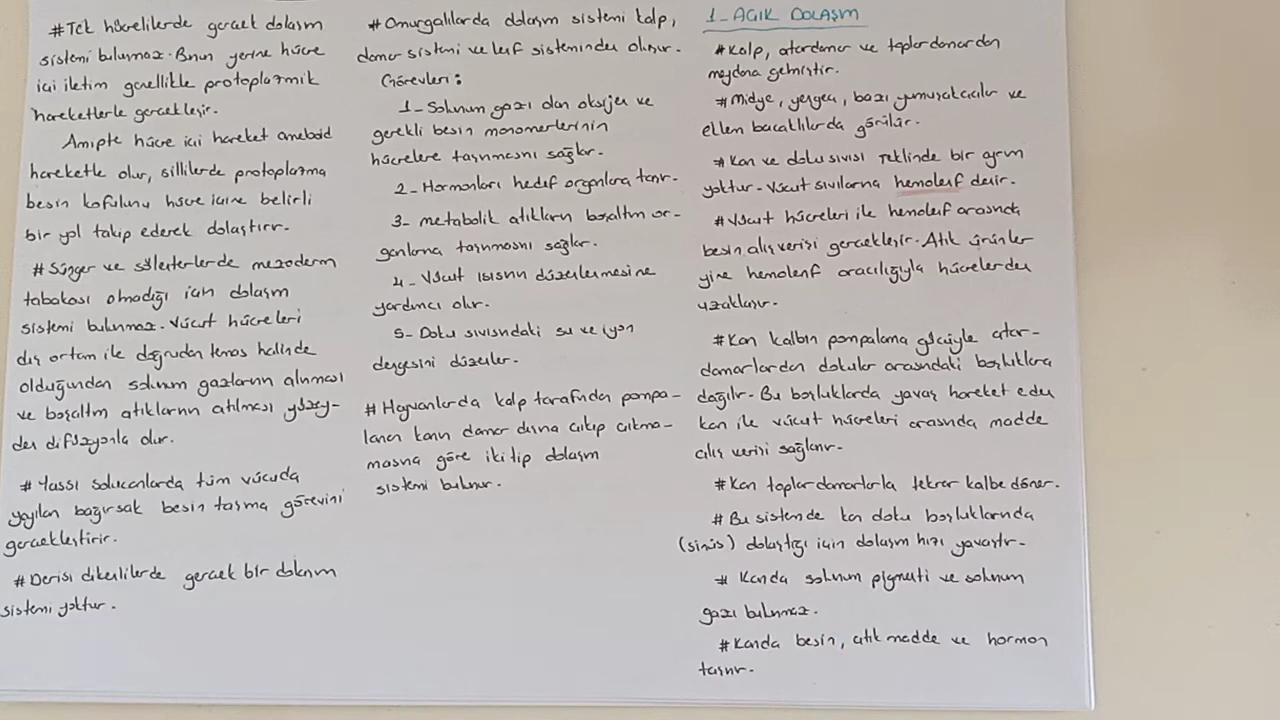 #Tek hücrelilerde gerçek dolaşım
sistemi bulunmaz. Bunun yerine hücre
içi iletim genellikle protoplazmik
hareketlerle gerçekleşir.
Amipte hücre içi hareket ameboid
hareketle olur, sillilerde protoplazma
besin kofulunu hücre içine belirli
bir yol takip ederek dolaştırır.
#Sünger ve sölenterlerde mezoderm
tabakası olmadığı için dolaşım
sistemi bulunmaz. Vücut hücreleri
dış ortam ile doğrudan temas halinde
olduğundan solunum gazlarının alınması
ve boşaltım atıklarının atılması yüzey-
den difüzyonla olur.
#Yassı solucanlarda tüm vücuda
yayılan bağırsak besin taşıma görevini
gerçekleştirir.
#Derisi dikenlilerde gerçek bir dolaşım
sistemi yoktur.
#Omurgalılarda dolaşım sistemi kalp,
damar sistemi ve lenf sisteminden oluşur.
Görevleri:
1- Solunum gazı olan oksijen ve
gerekli besin monomerlerinin
hücrelere taşınmasını sağlar.
2- Hormonları hedef organlara taşır.
3- metabolik atıkların boşaltım or-
ganlarına taşınmasını sağlar.
4- Vücut ısısının düzenlenmesine
yardımcı olur.
5- Doku sıvısındaki su ve iyon
dengesini düzenler.
#Hayvanlarda kalp tarafından pompa-
lanan kanın damar dışına çıkıp çıkma-
masına göre iki tip dolaşım
sistemi bulunur.
1- AÇIK DOLAŞIM
#Kalp, atardamar ve toplardamardan
meydana gelmiştir.
#Midye, yengeç, bazı yumuşakçalar ve
eklem bacaklılarda görülür.
#Kan ve doku sıvısı şeklinde bir ayrım
yoktur. Vücut sıvılarına hemolenf denir.
#Vücut hücreleri ile hemolenf arasında
besin alış verişi gerçekleşir. Atık ürünler
yine hemolenf aracılığıyla hücrelerden
uzaklaşır.
#Kan kalbin pompalama gücüyle atar-
damarlardan dokular arasındaki boşluklara
dağılır. Bu boşluklarda yavaş hareket eden
kan ile vücut hücreleri arasında madde
alış verişi sağlanır.
#Kan toplardamarlarla tekrar kalbe döner.
#Bu sistemde kan doku boşluklarında
(sinüs) dolaştığı için dolaşım hızı yavaştır.
# Kanda solunum pigmenti ve solunum
gazı bulunmaz.
#Kanda besin, atık madde ve hormon
taşınır.